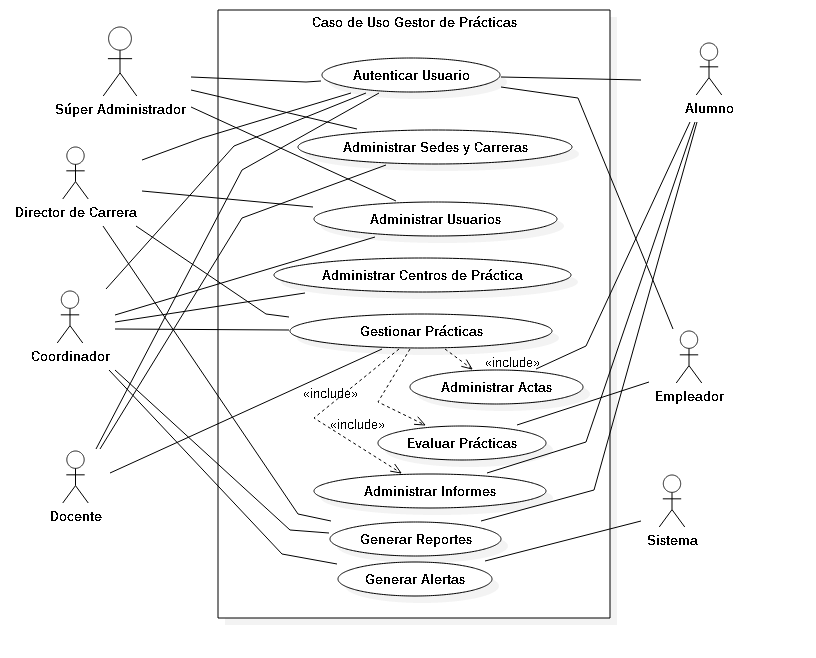 Caso de Uso Gestor de Prácticas
Autenticar Usuario
Súper Administrador
Alumno
Administrar Sedes y Carreras
Director de Carrera
Administrar Usuarios
Administrar Centros de Práctica
Gestionar Prácticas
Coordinador
«include»
Administrar Actas
Empleador
«include»
«include»
Evaluar Prácticas
Administrar Informes
Docente
Generar Reportes
Sistema
Generar Alertas